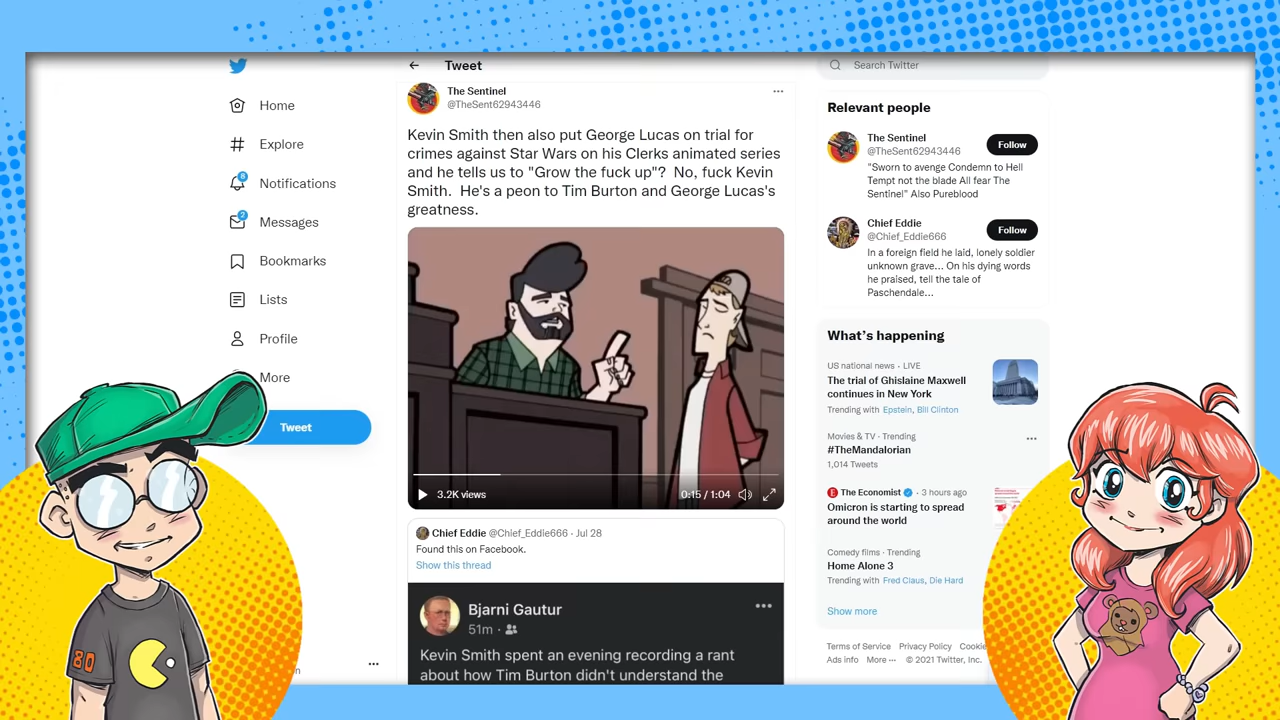 Home
Explore
8
Notifications
2
Messages
Bookmarks
Lists
Profile
More
Tweet
Tweet
The Sentinel
@TheSent62943446
Kevin Smith then also put George Lucas on trial for
crimes against Star Wars on his Clerks animated series
and he tells us to "Grow the fuck up"? No, fuck Kevin
Smith. He's a peon to Tim Burton and George Lucas's
greatness.
3.2K views
0:15 / 1:04
Chief Eddie @Chief_Eddie666 · Jul 28
Found this on Facebook.
Show this thread
Bjarni Gautur
51m ·
Kevin Smith spent an evening recording a rant
about how Tim Burton didn't understand the
Search Twitter
Relevant people
The Sentinel
@TheSent62943446
Follow
"Sworn to avenge Condemn to Hell
Tempt not the blade All fear The
Sentinel" Also Pureblood
Chief Eddie
@Chief_Eddie666
Follow
In a foreign field he laid, lonely soldier
unknown grave... On his dying words
he praised, tell the tale of
Paschendale...
What's happening
US national news · LIVE
The trial of Ghislaine Maxwell
continues in New York
Trending with Epstein, Bill Clinton
Movies & TV · Trending
#TheMandalorian
1,014 Tweets
The Economist · 3 hours ago
Omicron is starting to spread
around the world
Comedy films · Trending
Home Alone 3
Trending with Fred Claus, Die Hard
Show more
Terms of Service Privacy Policy Cookie
Ad info More ··· © 2021 Twitter, Inc.
80